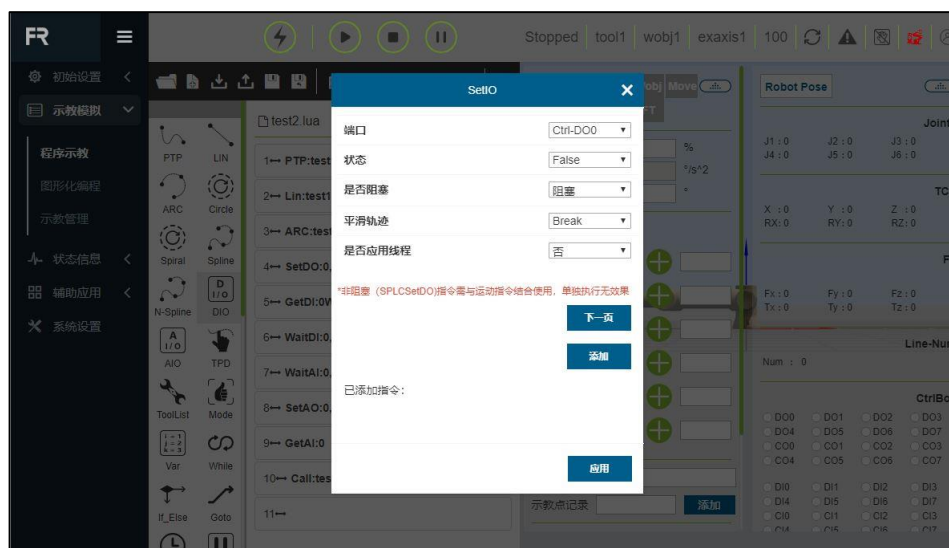 FR
Stopped tool1 wobj1 exaxis1 100
初始设置
示教模拟
程序示教
图形化编程
示教管理
状态信息
辅助应用
系统设置
PTP LIN
ARC Circle
Spiral Spline
N-Spline DIO
AIO TPD
ToolList Mode
Var While
If_Else Goto
test2.lua
1 PTP:test
2 Lin:test1
3 ARC:test
4 SetDO:0,
5 GetDI:0
6 WaitDI:0,
7 WaitAI:0,
8 SetAO:0,
9 GetAI:0
10 Call:tes
11
SetIO
端口 Ctrl-DO0
状态 False
是否阻塞 阻塞
平滑轨迹 Break
是否应用线程 否
*非阻塞（SPLCSetDO)指令需与运动指令结合使用，单独执行无效果
下一页
添加
已添加指令：
应用
obj Move
FT
%
°/s^2
°
示教点记录 添加
Robot Pose
Joint
J1 : 0 J2 : 0 J3 : 0
J4 : 0 J5 : 0 J6 : 0
TC
X : 0 Y : 0 Z : 0
RX: 0 RY: 0 RZ: 0
F
Fx : 0 Fy : 0 Fz : 0
Tx : 0 Ty : 0 Tz : 0
Line-Nu
Num : 0
CtrlBo
DO0 DO1 DO2 DO3
DO4 DO5 DO6 DO7
CO0 CO1 CO2 CO3
CO4 CO5 CO6 CO7
DI0 DI1 DI2 DI3
DI4 DI5 DI6 DI7
CI0 CI1 CI2 CI3
CI4 CI5 CI6 CI7